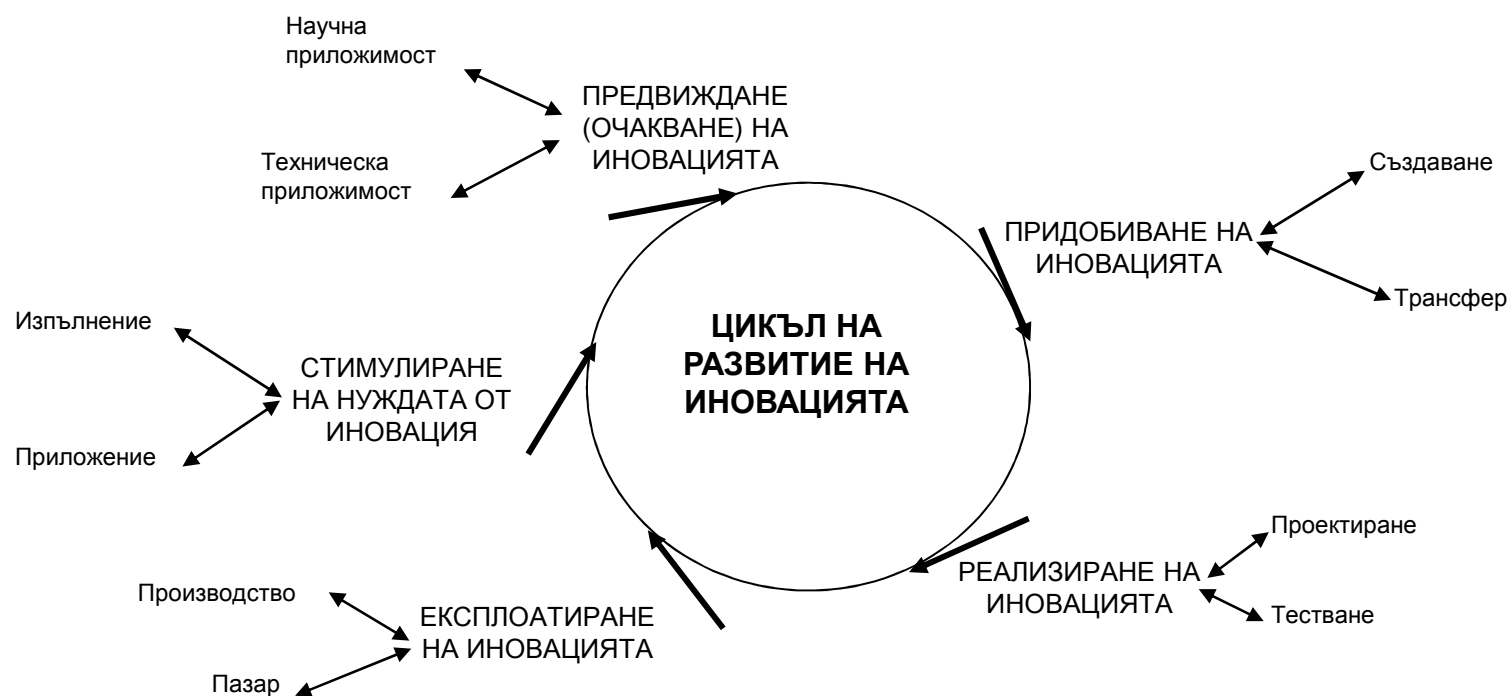 Научна
приложимост
ПРЕДВИЖДАНЕ
(ОЧАКВАНЕ) НА
ИНОВАЦИЯТА
Техническа
приложимост
Създаване
ПРИДОБИВАНЕ НА
ИНОВАЦИЯТА
Трансфер
ЦИКЪЛ НА
РАЗВИТИЕ НА
ИНОВАЦИЯТА
Изпълнение
СТИМУЛИРАНЕ
НА НУЖДАТА ОТ
ИНОВАЦИЯ
Приложение
Проектиране
РЕАЛИЗИРАНЕ НА
ИНОВАЦИЯТА
Тестване
Производство
ЕКСПЛОАТИРАНЕ
НА ИНОВАЦИЯТА
Пазар